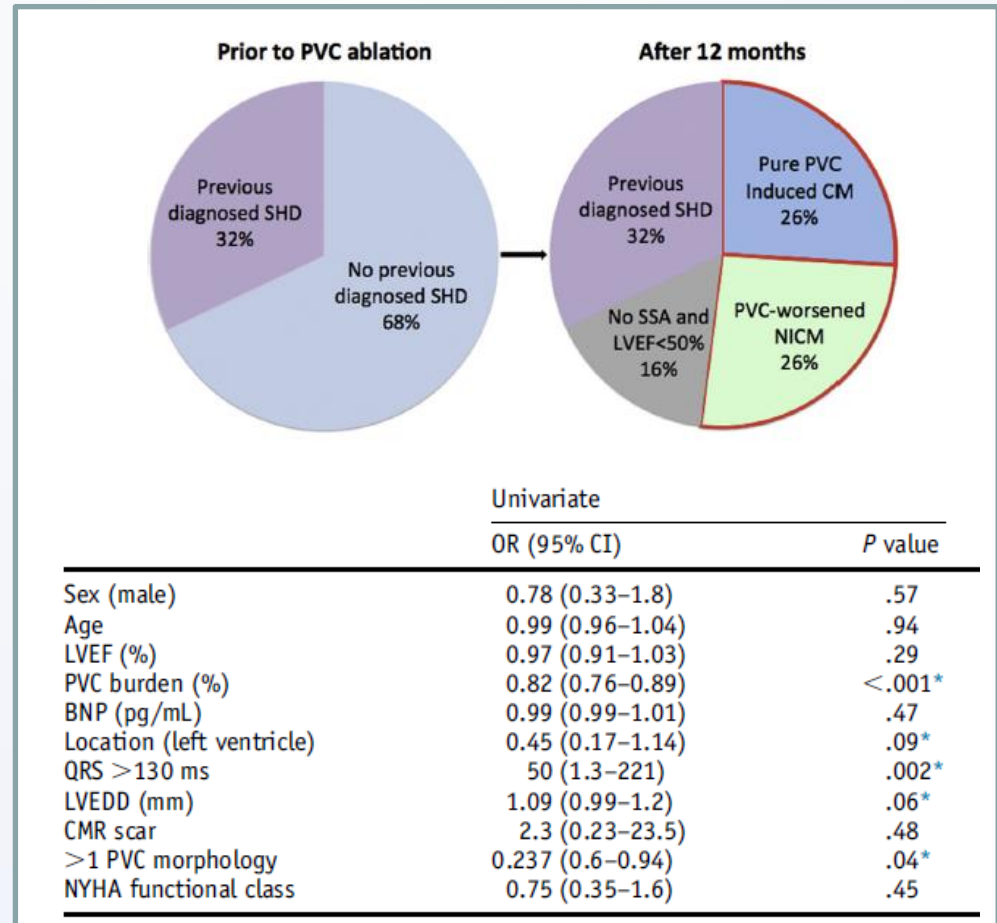 Prior to PVC ablation
After 12 months
Previous
diagnosed SHD
32%
No previous
diagnosed SHD
68%
Previous
diagnosed SHD
32%
Pure PVC
Induced CM
26%
No SSA and
LVEF<50%
16%
PVC-worsened
NICM
26%
Univariate
OR (95% CI) P value
Sex (male) 0.78 (0.33–1.8) .57
Age 0.99 (0.96–1.04) .94
LVEF (%) 0.97 (0.91–1.03) .29
PVC burden (%) 0.82 (0.76–0.89) <.001*
BNP (pg/mL) 0.99 (0.99–1.01) .47
Location (left ventricle) 0.45 (0.17–1.14) .09*
QRS >130 ms 50 (1.3–221) .002*
LVEDD (mm) 1.09 (0.99–1.2) .06*
CMR scar 2.3 (0.23–23.5) .48
>1 PVC morphology 0.237 (0.6–0.94) .04*
NYHA functional class 0.75 (0.35–1.6) .45